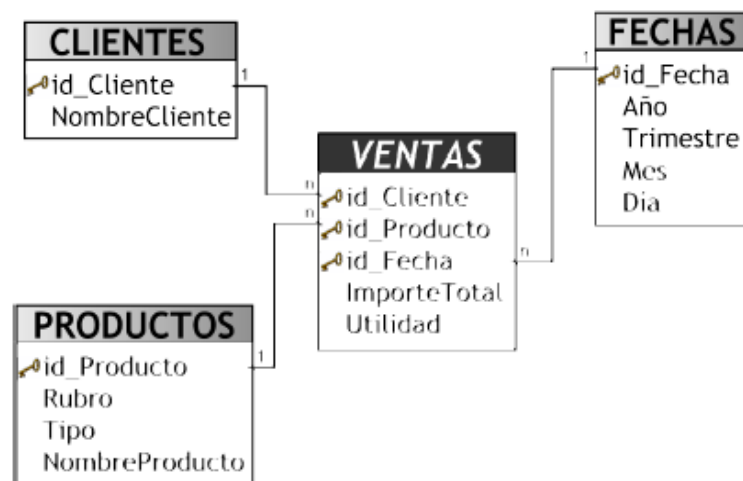 CLIENTES
id_Cliente
NombreCliente
1
FECHAS
1
id_Fecha
Año
Trimestre
Mes
Dia
VENTAS
n
id_Cliente
n
id_Producto
id_Fecha
n
ImporteTotal
Utilidad
PRODUCTOS
id_Producto
1
Rubro
Tipo
NombreProducto